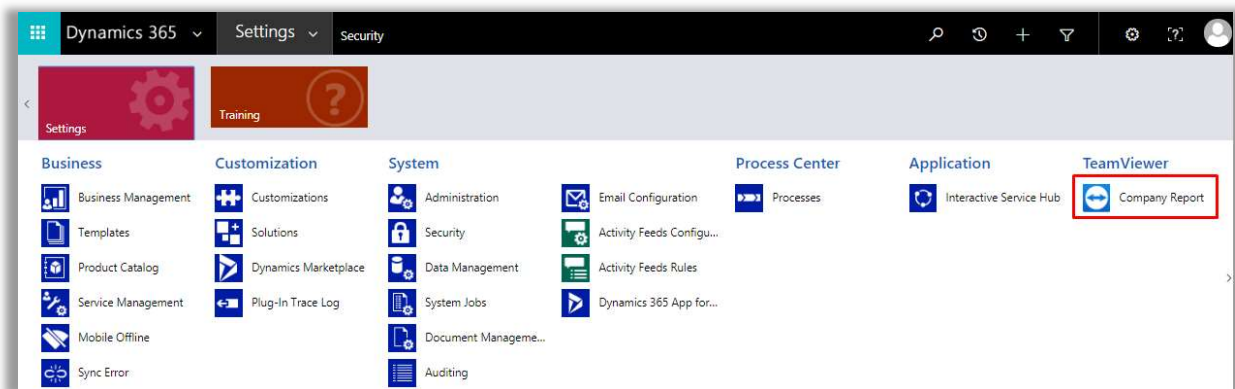 Dynamics 365 Settings Security
Settings
Training
Business
Business Management
Templates
Product Catalog
Service Management
Mobile Offline
Sync Error
Customization
Customizations
Solutions
Dynamics Marketplace
Plug-In Trace Log
System
Administration
Security
Data Management
System Jobs
Document Manageme...
Auditing
Email Configuration
Activity Feeds Configu...
Activity Feeds Rules
Dynamics 365 App for...
Process Center
Processes
Application
Interactive Service Hub
TeamViewer
Company Report